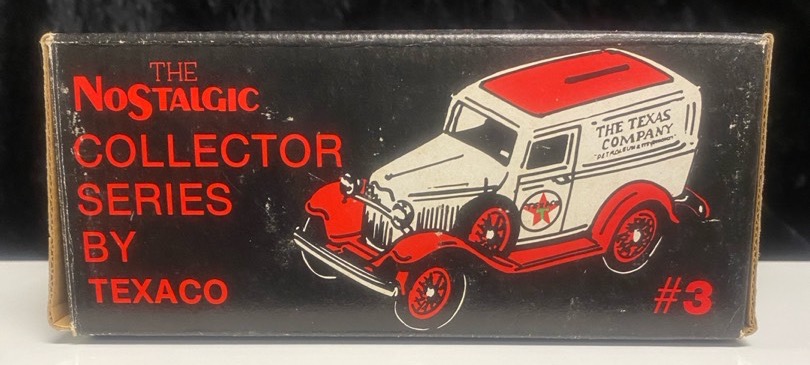 THE
NOSTALGIC
COLLECTOR
SERIES
BY
TEXACO
THE TEXAS
COMPANY
TEXACO
T
#3